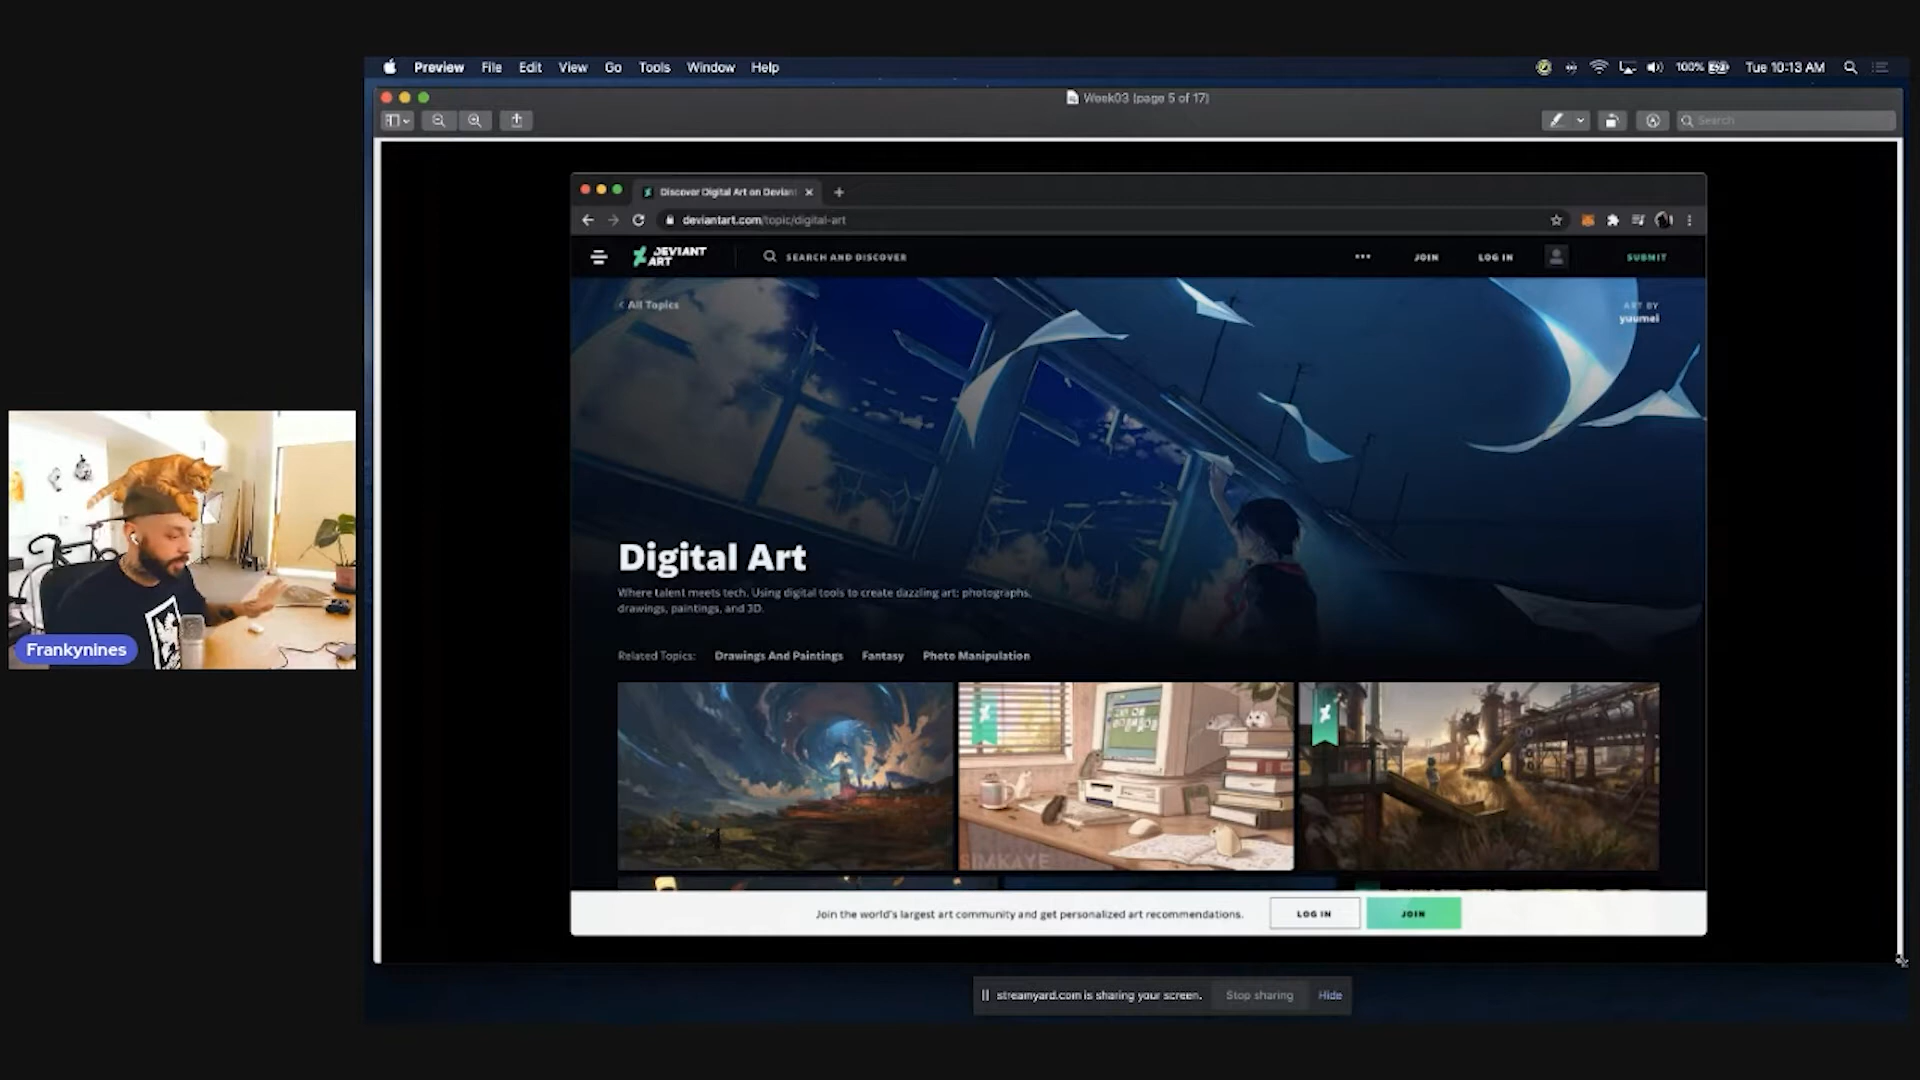 Preview File Edit View Go Tools Window Help
100% Tue 10:13 AM
Week03 (page 5 of 17)
Search
Discover Digital Art on Deviant
deviantart.com/topic/digital-art
DEVIANT ART
SEARCH AND DISCOVER
JOIN LOG IN SUBMIT
< All Topics
ART BY
yuumei
Digital Art
Where talent meets tech. Using digital tools to create dazzling art: photographs,
drawings, paintings, and 3D.
Related Topics: Drawings And Paintings Fantasy Photo Manipulation
SIMKAYE
Frankynines
Join the world's largest art community and get personalized art recommendations. LOG IN JOIN
streamyard.com is sharing your screen. Stop sharing Hide